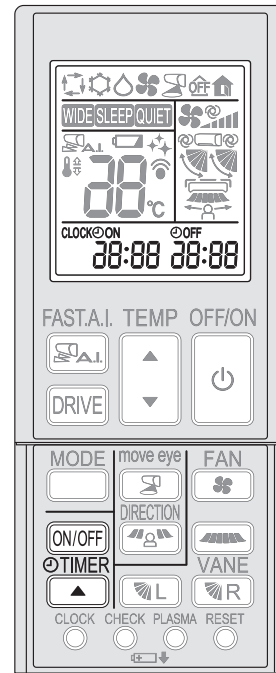 OFF
WIDE SLEEP QUIET
A.I.
88 °C
CLOCK ON OFF
88:88 88:88
FAST.A.I. TEMP OFF/ON
A.I.
DRIVE
MODE move eye FAN
DIRECTION
ON/OFF
TIMER VANE
L R
CLOCK CHECK PLASMA RESET